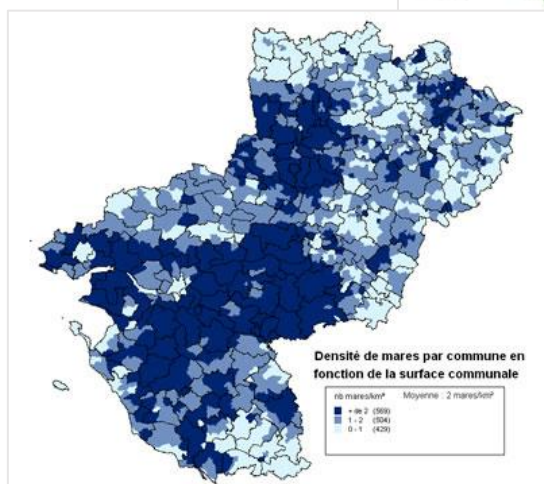 Densité de mares par commune en
fonction de la surface communale
nb mares/km² Moyenne : 2 mares/km²
+ de 2 (569)
1 - 2 (504)
0 - 1 (429)